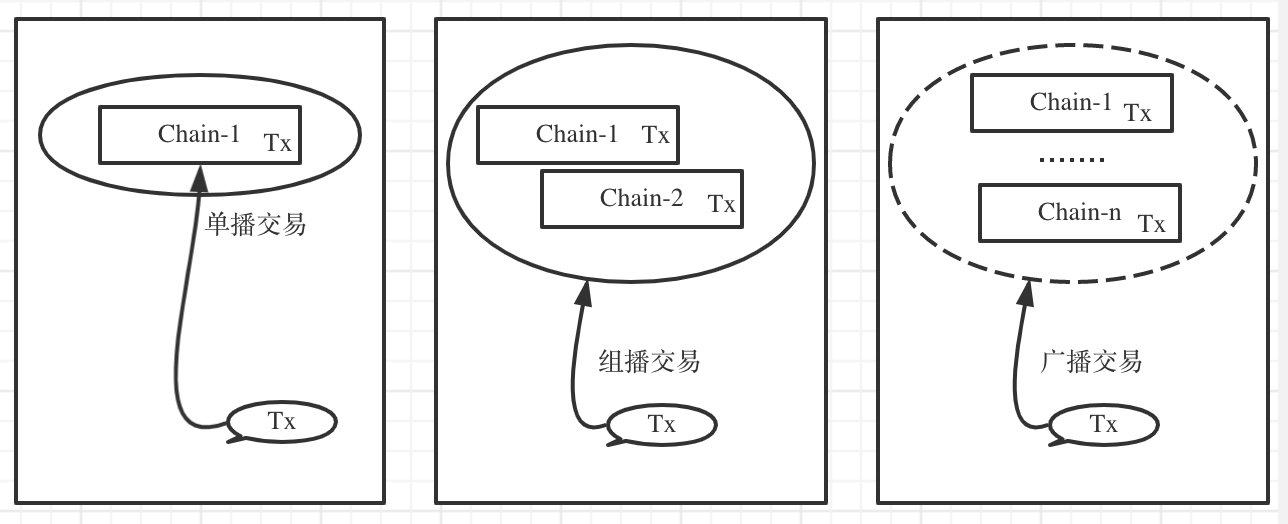 Chain-1 Tx
单播交易
Tx
Chain-1 Tx
Chain-2 Tx
组播交易
Tx
Chain-1 Tx
.......
Chain-n Tx
广播交易
Tx